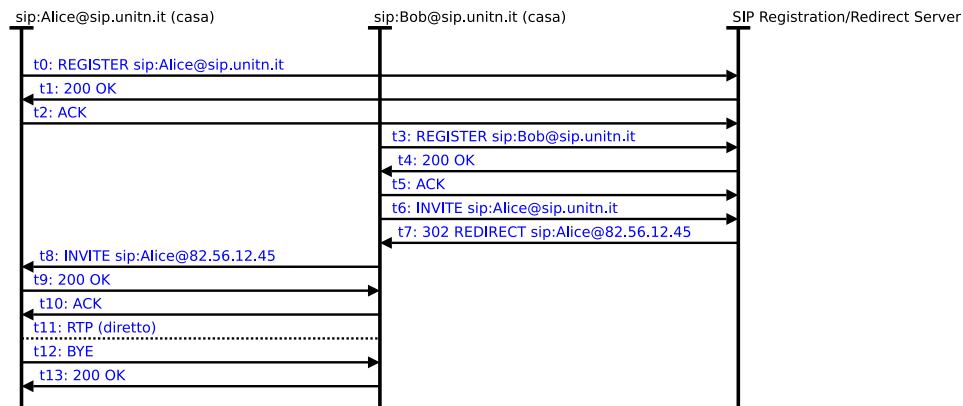 sip:Alice@sip.unitn.it (casa)
sip:Bob@sip.unitn.it (casa)
SIP Registration/Redirect Server
t0: REGISTER sip:Alice@sip.unitn.it
t1: 200 OK
t2: ACK
t3: REGISTER sip:Bob@sip.unitn.it
t4: 200 OK
t5: ACK
t6: INVITE sip:Alice@sip.unitn.it
t7: 302 REDIRECT sip:Alice@82.56.12.45
t8: INVITE sip:Alice@82.56.12.45
t9: 200 OK
t10: ACK
t11: RTP (diretto)
t12: BYE
t13: 200 OK